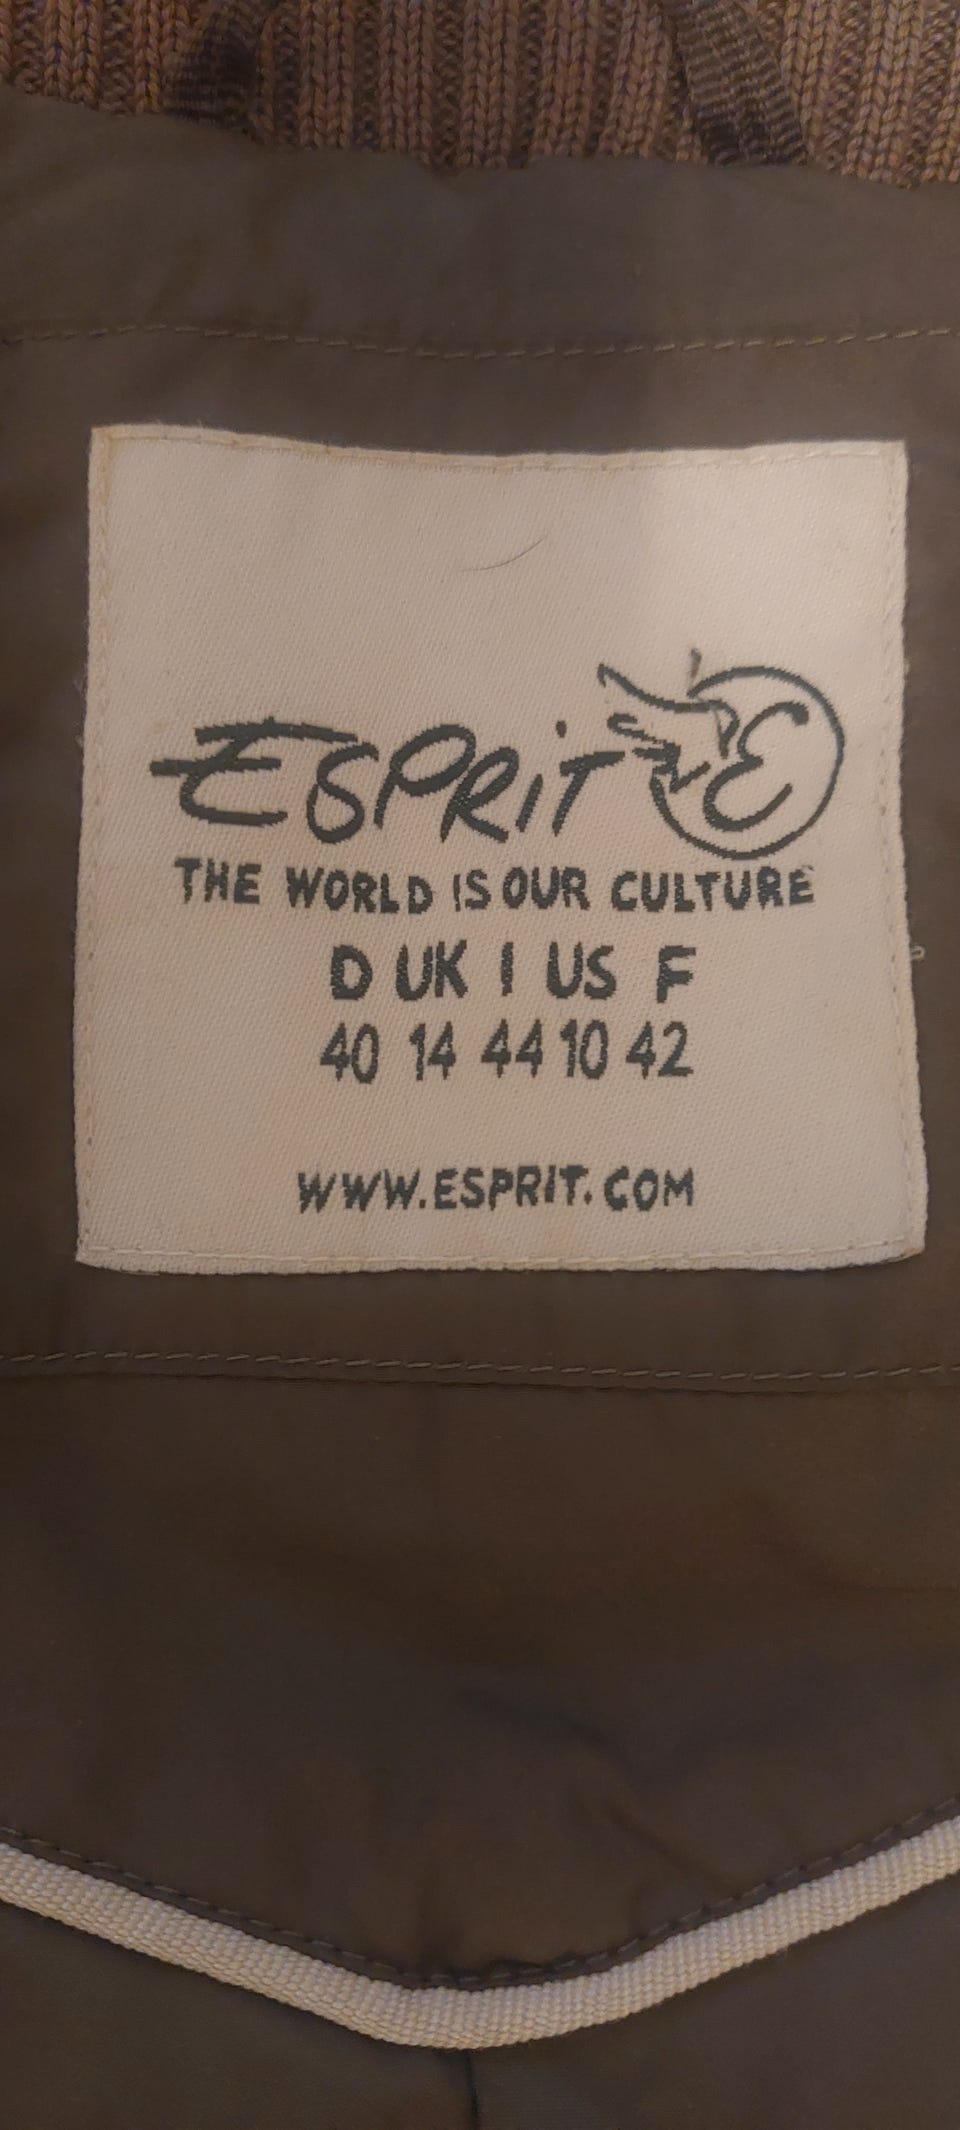 ESPRIT E
THE WORLD IS OUR CULTURE
D UK I US F
40 14 44 10 42
WWW.ESPRIT.COM